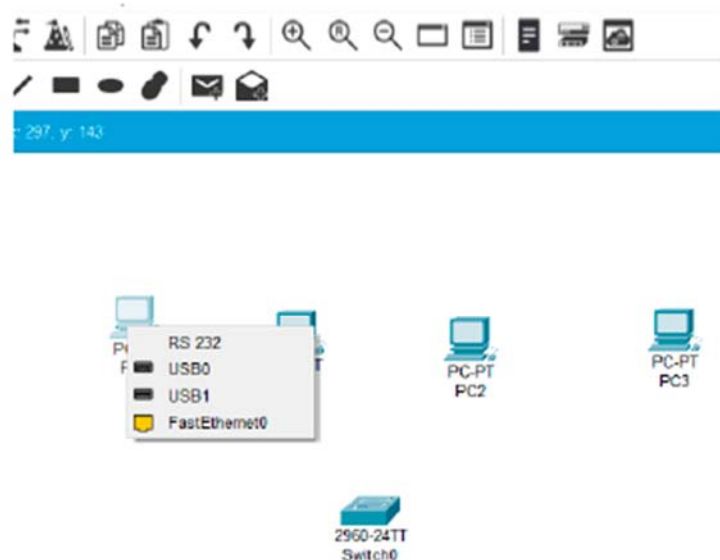 : 297, y: 143
RS 232
USB0
USB1
FastEthernet0
PC-PT
PC2
PC-PT
PC3
2960-24TT
Switch0